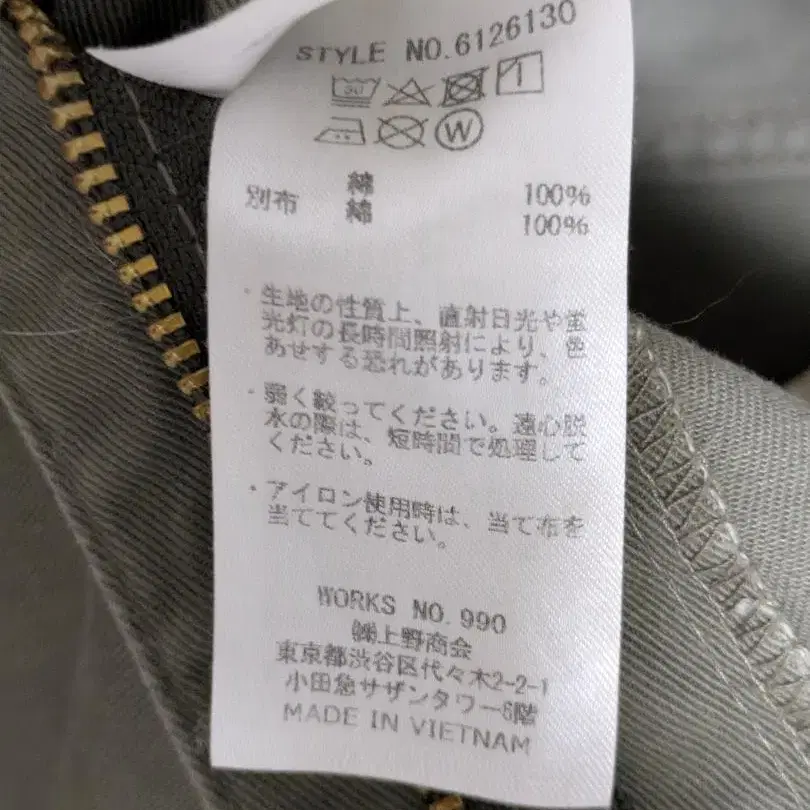 STYLE NO.6126130
30
W
綿 100%
別布 綿 100%
・生地の性質上、直射日光や蛍
光灯の長時間照射により、色
あせする恐れがあります。
・弱く絞ってください。遠心脱
水の際は、短時間で処理して
ください。
・アイロン使用時は、当て布を
当ててください。
WORKS NO.990
㈱上野商会
東京都渋谷区代々木2-2-1
小田急サザンタワー6階
MADE IN VIETNAM